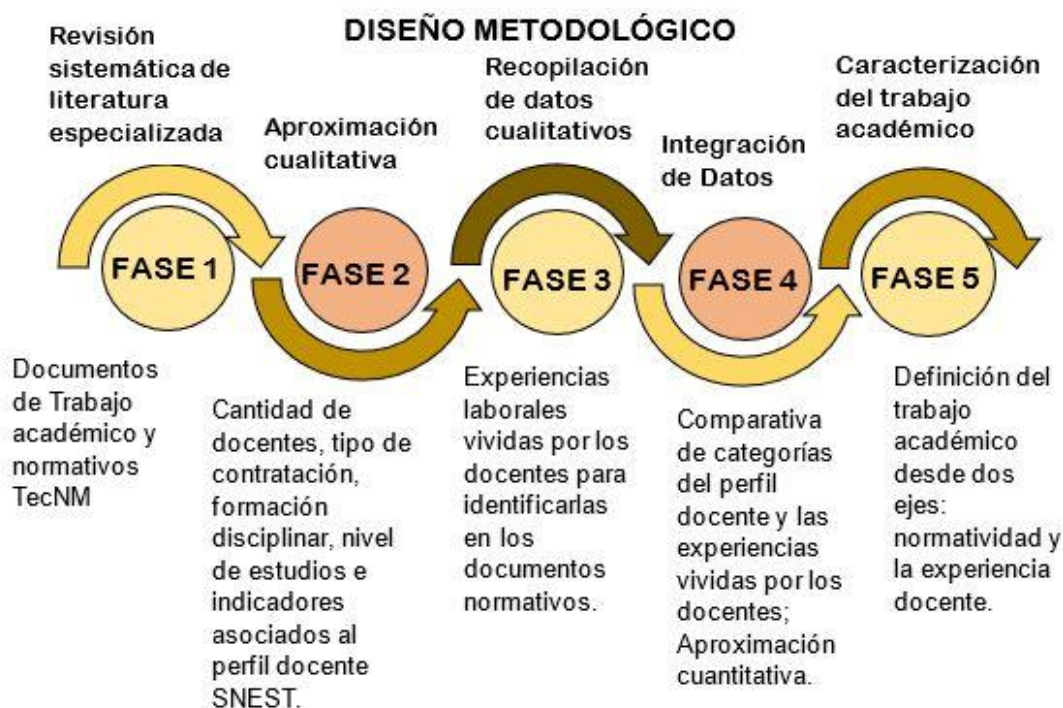 DISEÑO METODOLÓGICO
Revisión
sistemática de
literatura
especializada
Aproximación
cualitativa
Recopilación
de datos
cualitativos
Integración
de Datos
Caracterización
del trabajo
académico
FASE 1
FASE 2
FASE 3
FASE 4
FASE 5
Documentos
de Trabajo
académico y
normativos
TecNM
Cantidad de
docentes, tipo de
contratación,
formación
disciplinar, nivel
de estudios e
indicadores
asociados al
perfil docente
SNEST.
Experiencias
laborales
vividas por los
docentes para
identificarlas
en los
documentos
normativos.
Comparativa
de categorías
del perfil
docente y las
experiencias
vividas por los
docentes;
Aproximación
cuantitativa.
Definición del
trabajo
académico
desde dos
ejes:
normatividad y
la experiencia
docente.